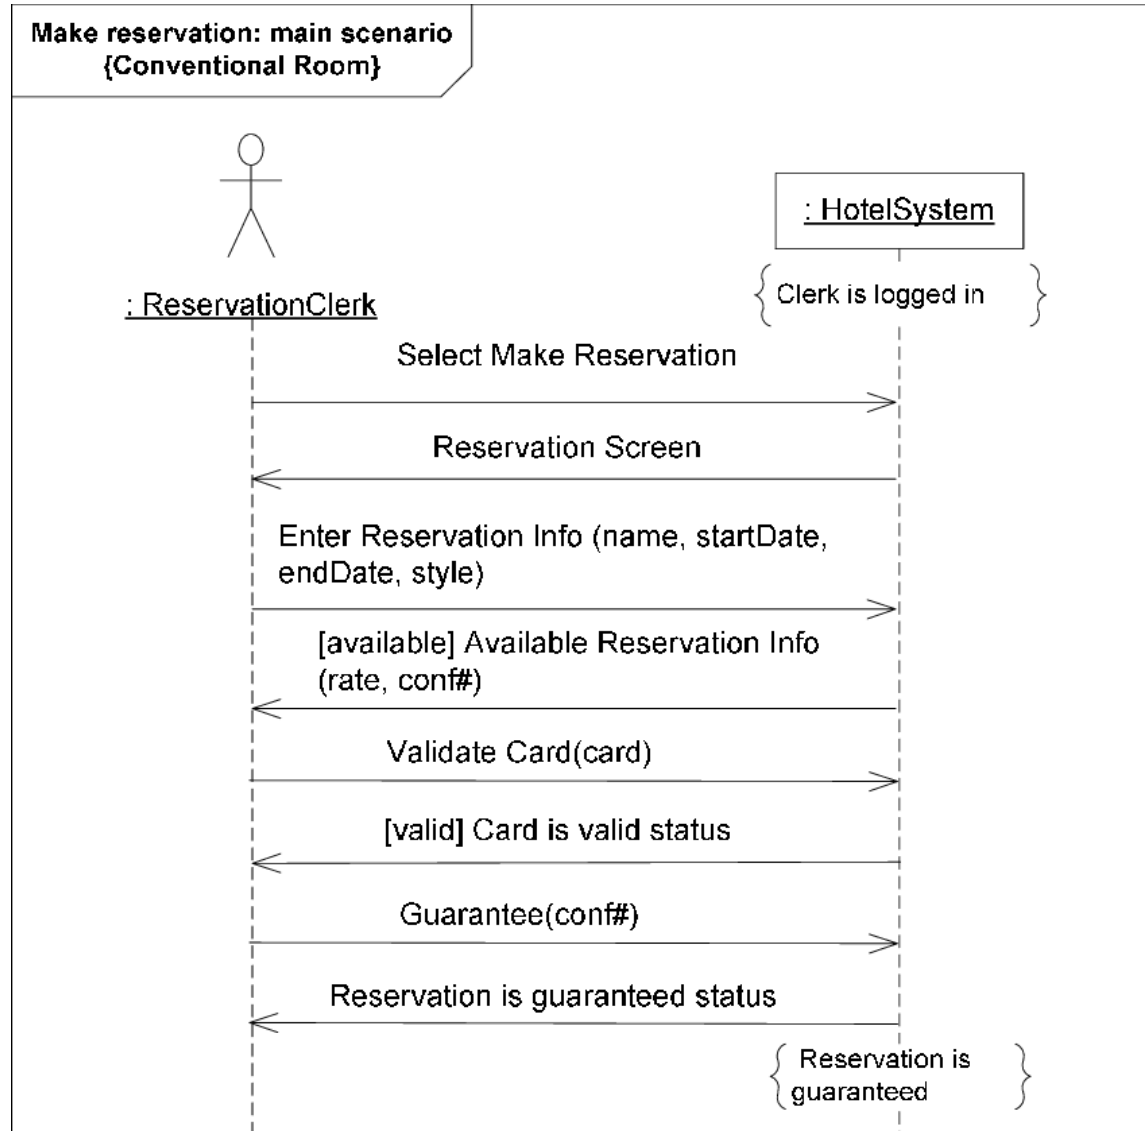 Make reservation: main scenario
{Conventional Room}
: HotelSystem
{ Clerk is logged in }
: ReservationClerk
Select Make Reservation
Reservation Screen
Enter Reservation Info (name, startDate,
endDate, style)
[available] Available Reservation Info
(rate, conf#)
Validate Card(card)
[valid] Card is valid status
Guarantee(conf#)
Reservation is guaranteed status
{ Reservation is
guaranteed }